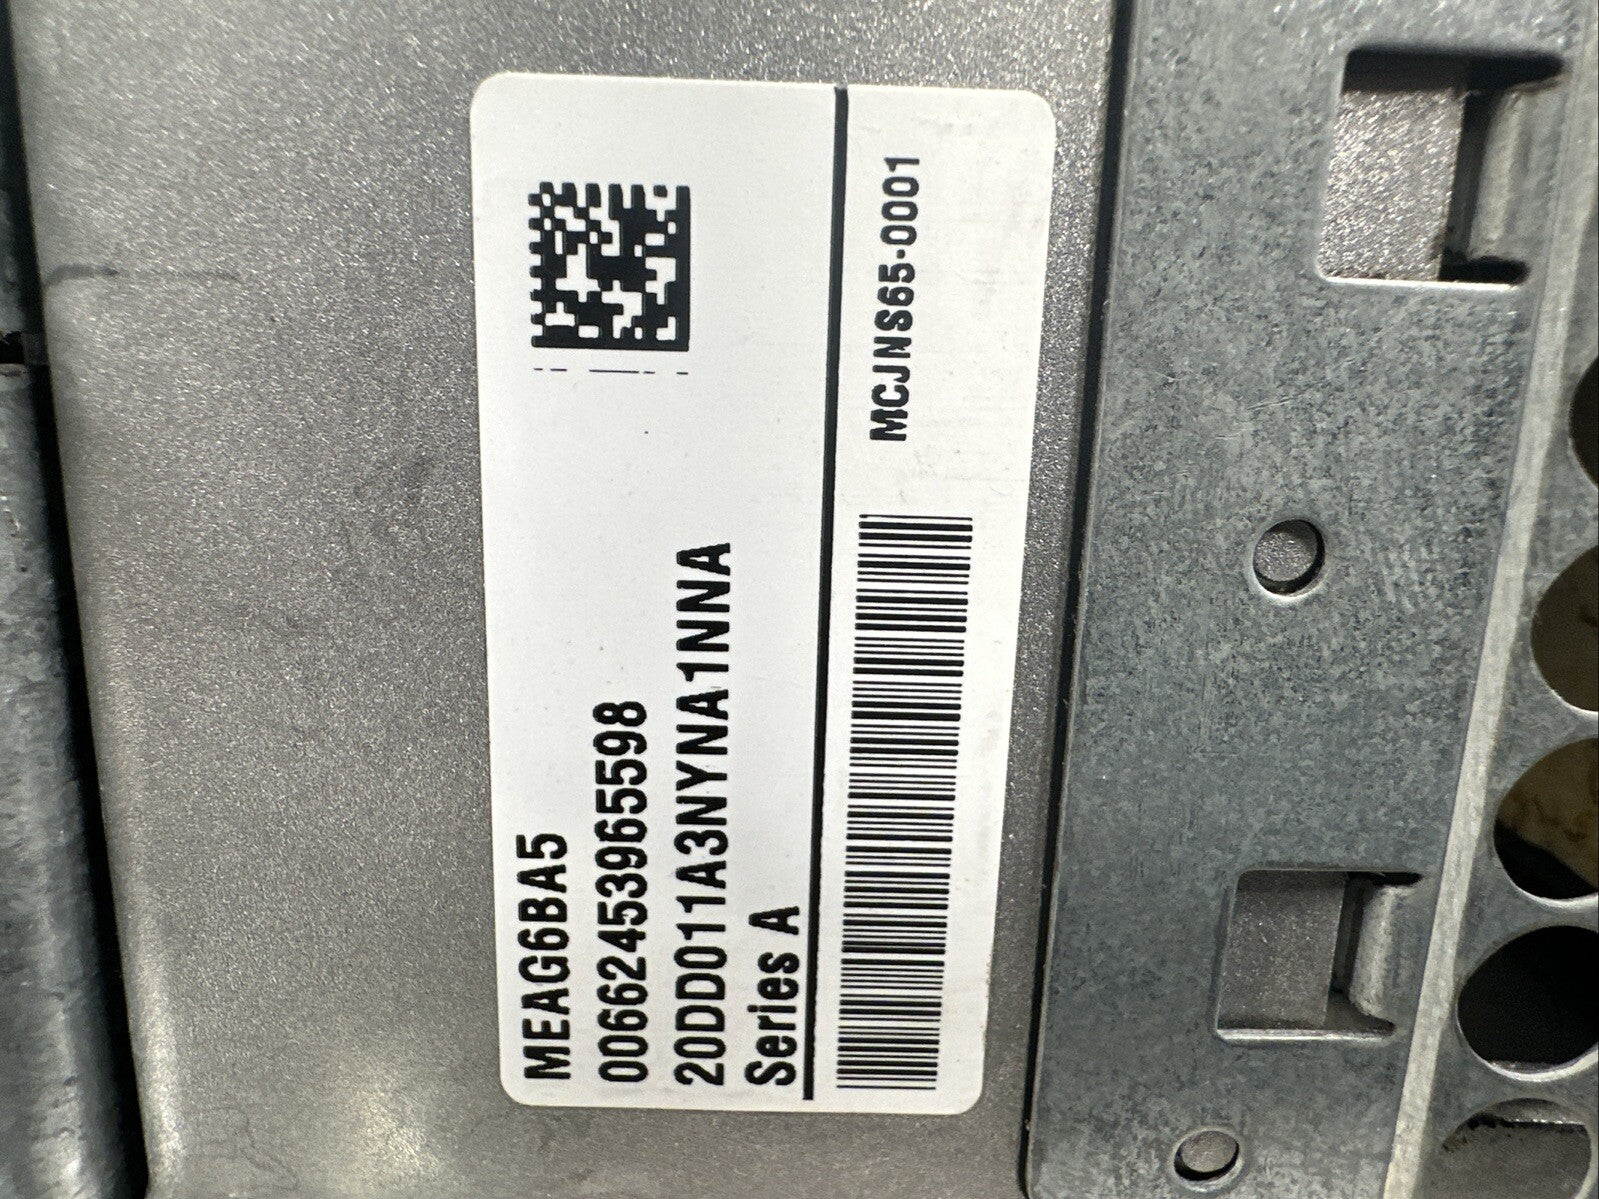 MEAG6BA5
00662453965598
20DD011A3NYNA1NNA
Series A
MCJNS65-0001